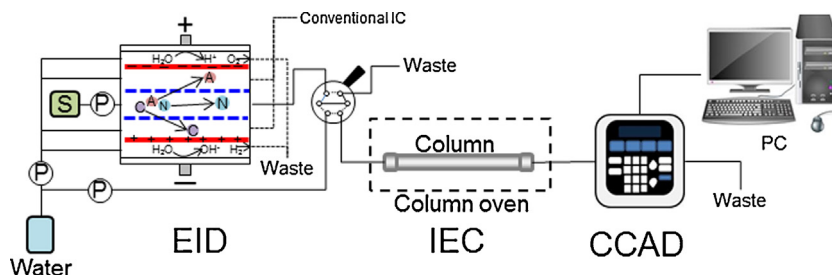 +
Conventional IC
H₂O H⁺ O₂
A
S P C A N N
C
+ + + + + + + +
H₂O OH⁻ H₂
Waste
Waste
Column
Column oven
PC
Waste
P
P
−
Water
EID
IEC
CCAD